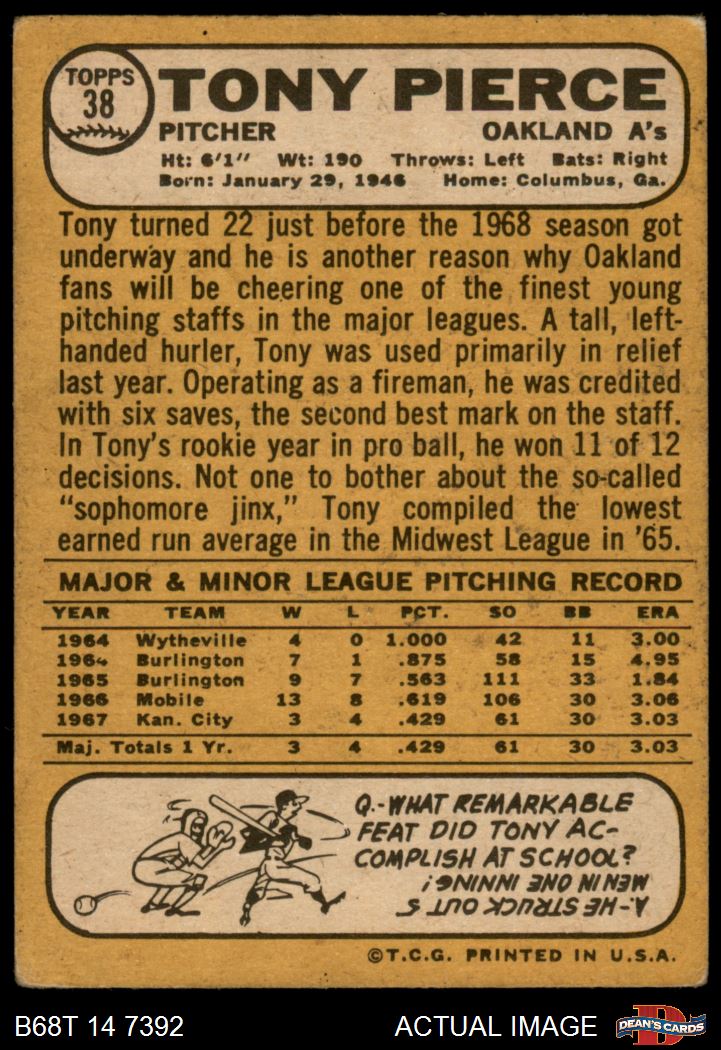 TOPPS
38
TONY PIERCE
PITCHER OAKLAND A's
Ht: 6'1" Wt: 190 Throws: Left Bats: Right
Born: January 29, 1946 Home: Columbus, Ga.
Tony turned 22 just before the 1968 season got
underway and he is another reason why Oakland
fans will be cheering one of the finest young
pitching staffs in the major leagues. A tall, left-
handed hurler, Tony was used primarily in relief
last year. Operating as a fireman, he was credited
with six saves, the second best mark on the staff.
In Tony's rookie year in pro ball, he won 11 of 12
decisions. Not one to bother about the so-called
"sophomore jinx," Tony compiled the lowest
earned run average in the Midwest League in '65.
MAJOR & MINOR LEAGUE PITCHING RECORD
YEAR TEAM W L PCT. SO BB ERA
1964 Wytheville 4 0 1.000 42 11 3.00
1964 Burlington 7 1 .875 58 15 4.95
1965 Burlington 9 7 .563 111 33 1.84
1966 Mobile 13 8 .619 106 30 3.06
1967 Kan. City 3 4 .429 61 30 3.03
Maj. Totals 1 Yr. 3 4 .429 61 30 3.03
Q.-WHAT REMARKABLE
FEAT DID TONY AC-
COMPLISH AT SCHOOL?
A-HE STRUCK OUT 5
MEN IN ONE INNING!
©T.C.G. PRINTED IN U.S.A.
B68T 14 7392 ACTUAL IMAGE
D
DEAN'S CARDS